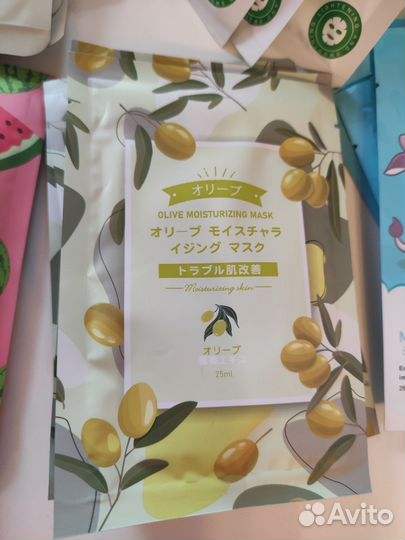 LIGHTENING AND
オリーブ
OLIVE MOISTURIZING MASK
オリーブ モイスチャラ
イジング マスク
トラブル肌改善
Moisturizing skin
オリーブ
25mL
Avito